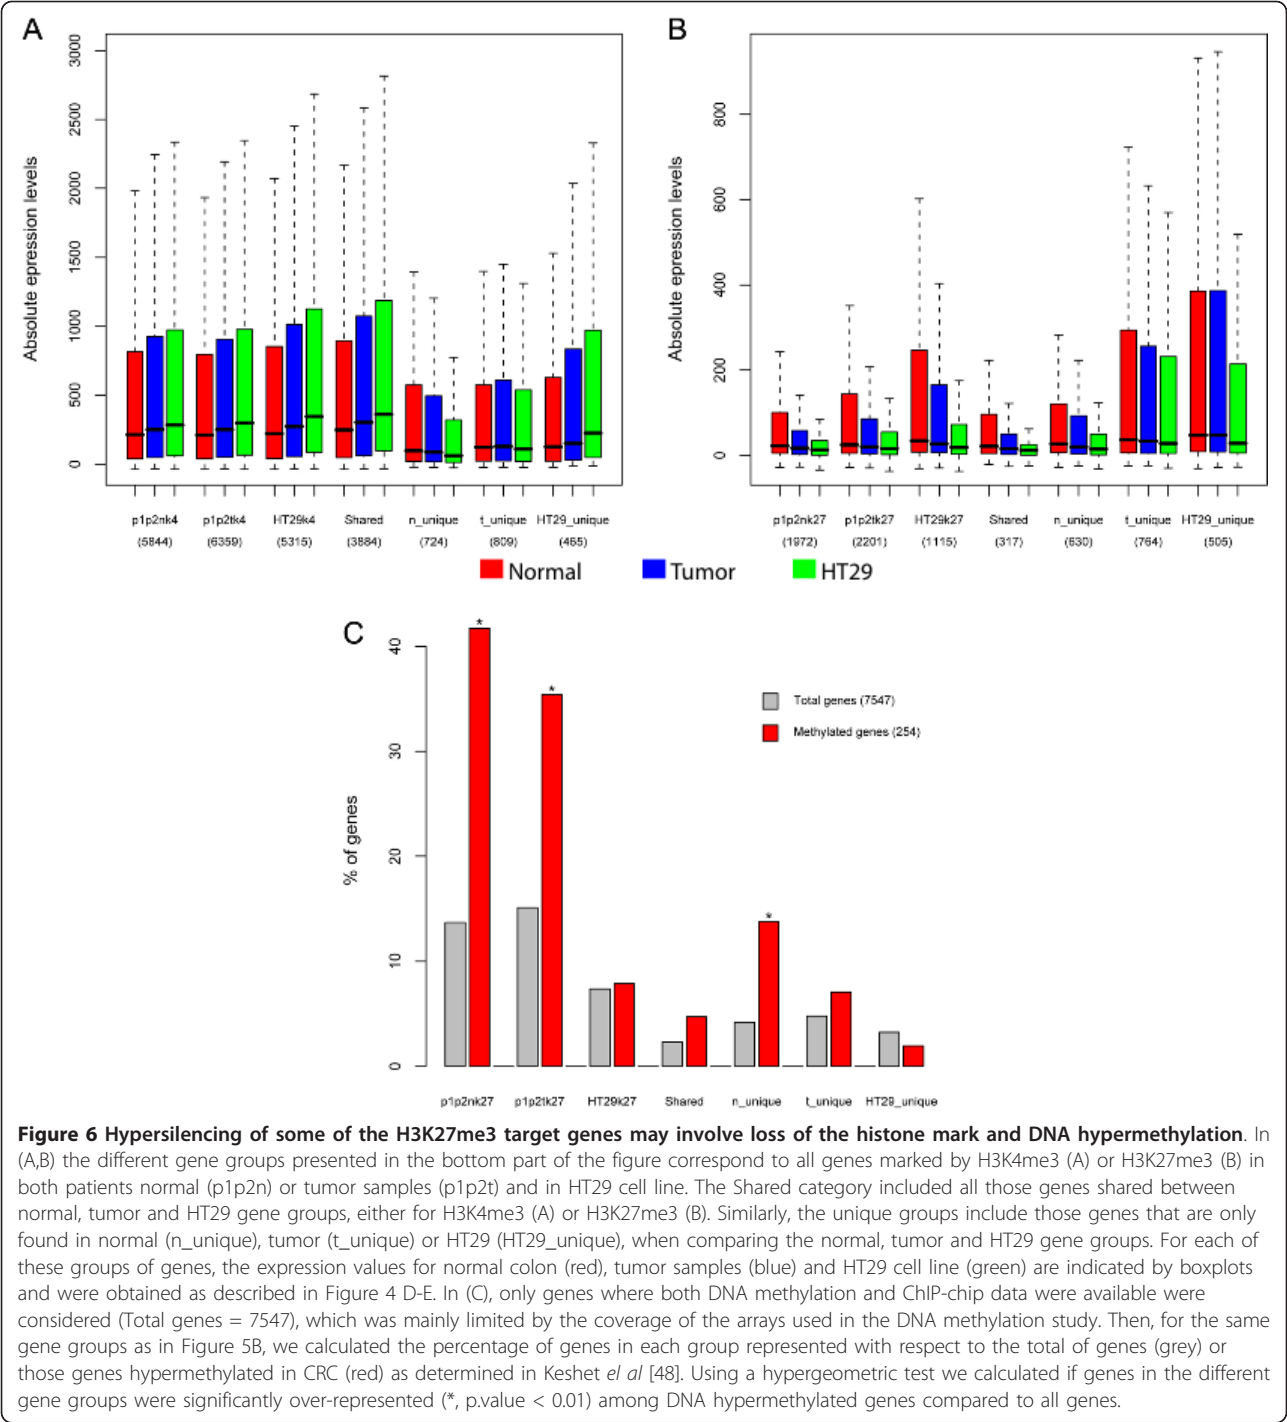 A
B
3000
2500
2000
1500
1000
500
0
Absolute epression levels
800
600
400
200
0
Absolute epression levels
p1p2nk4 p1p2tk4 HT29k4 Shared n_unique t_unique HT29_unique
(5844) (6359) (5315) (3884) (724) (809) (465)
p1p2nk27 p1p2tk27 HT29k27 Shared n_unique t_unique HT29_unique
(1972) (2201) (1115) (317) (630) (764) (505)
Normal Tumor HT29
C
40
30
20
10
0
% of genes
* * *
Total genes (7547)
Methylated genes (254)
p1p2nk27 p1p2tk27 HT29k27 Shared n_unique t_unique HT29_unique
Figure 6 Hypersilencing of some of the H3K27me3 target genes may involve loss of the histone mark and DNA hypermethylation. In
(A,B) the different gene groups presented in the bottom part of the figure correspond to all genes marked by H3K4me3 (A) or H3K27me3 (B) in
both patients normal (p1p2n) or tumor samples (p1p2t) and in HT29 cell line. The Shared category included all those genes shared between
normal, tumor and HT29 gene groups, either for H3K4me3 (A) or H3K27me3 (B). Similarly, the unique groups include those genes that are only
found in normal (n_unique), tumor (t_unique) or HT29 (HT29_unique), when comparing the normal, tumor and HT29 gene groups. For each of
these groups of genes, the expression values for normal colon (red), tumor samples (blue) and HT29 cell line (green) are indicated by boxplots
and were obtained as described in Figure 4 D-E. In (C), only genes where both DNA methylation and ChIP-chip data were available were
considered (Total genes = 7547), which was mainly limited by the coverage of the arrays used in the DNA methylation study. Then, for the same
gene groups as in Figure 5B, we calculated the percentage of genes in each group represented with respect to the total of genes (grey) or
those genes hypermethylated in CRC (red) as determined in Keshet el al [48]. Using a hypergeometric test we calculated if genes in the different
gene groups were significantly over-represented (*, p.value < 0.01) among DNA hypermethylated genes compared to all genes.